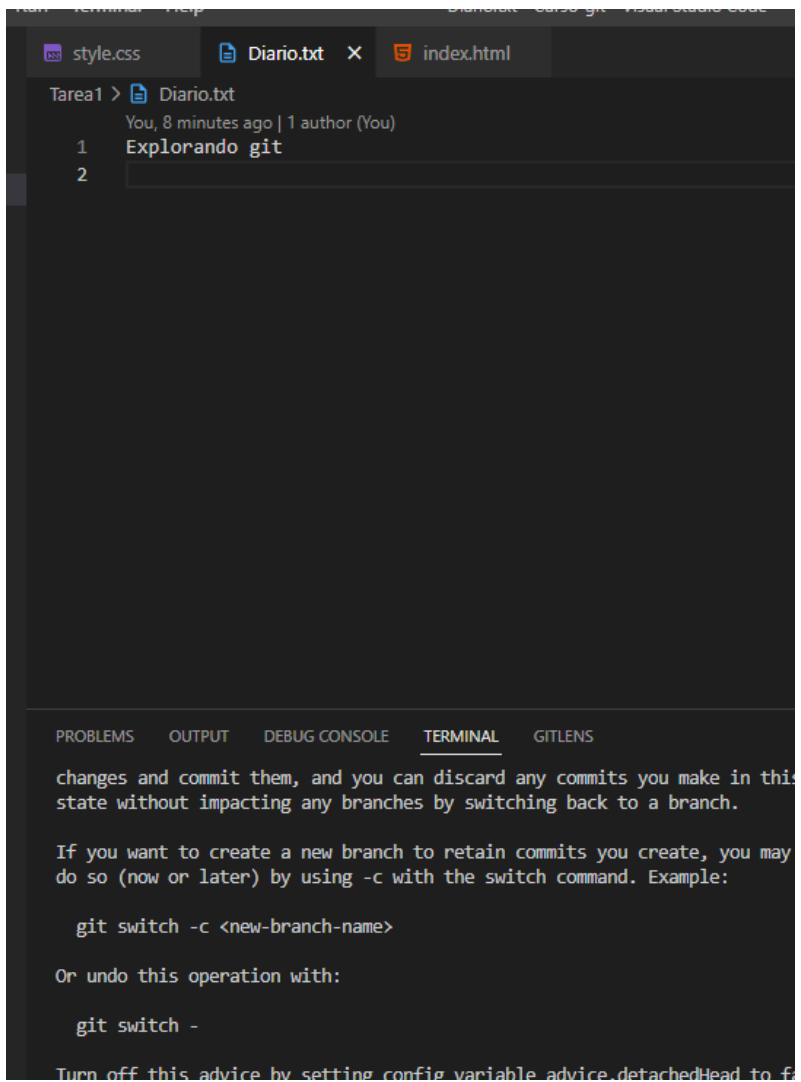 style.css Diario.txt index.html
Tarea1 > Diario.txt
You, 8 minutes ago | 1 author (You)
1 Explorando git
2
PROBLEMS OUTPUT DEBUG CONSOLE TERMINAL GITLENS
changes and commit them, and you can discard any commits you make in this
state without impacting any branches by switching back to a branch.
If you want to create a new branch to retain commits you create, you may
do so (now or later) by using -c with the switch command. Example:
git switch -c <new-branch-name>
Or undo this operation with:
git switch -
Turn off this advice by setting config variable advice.detachedHead to